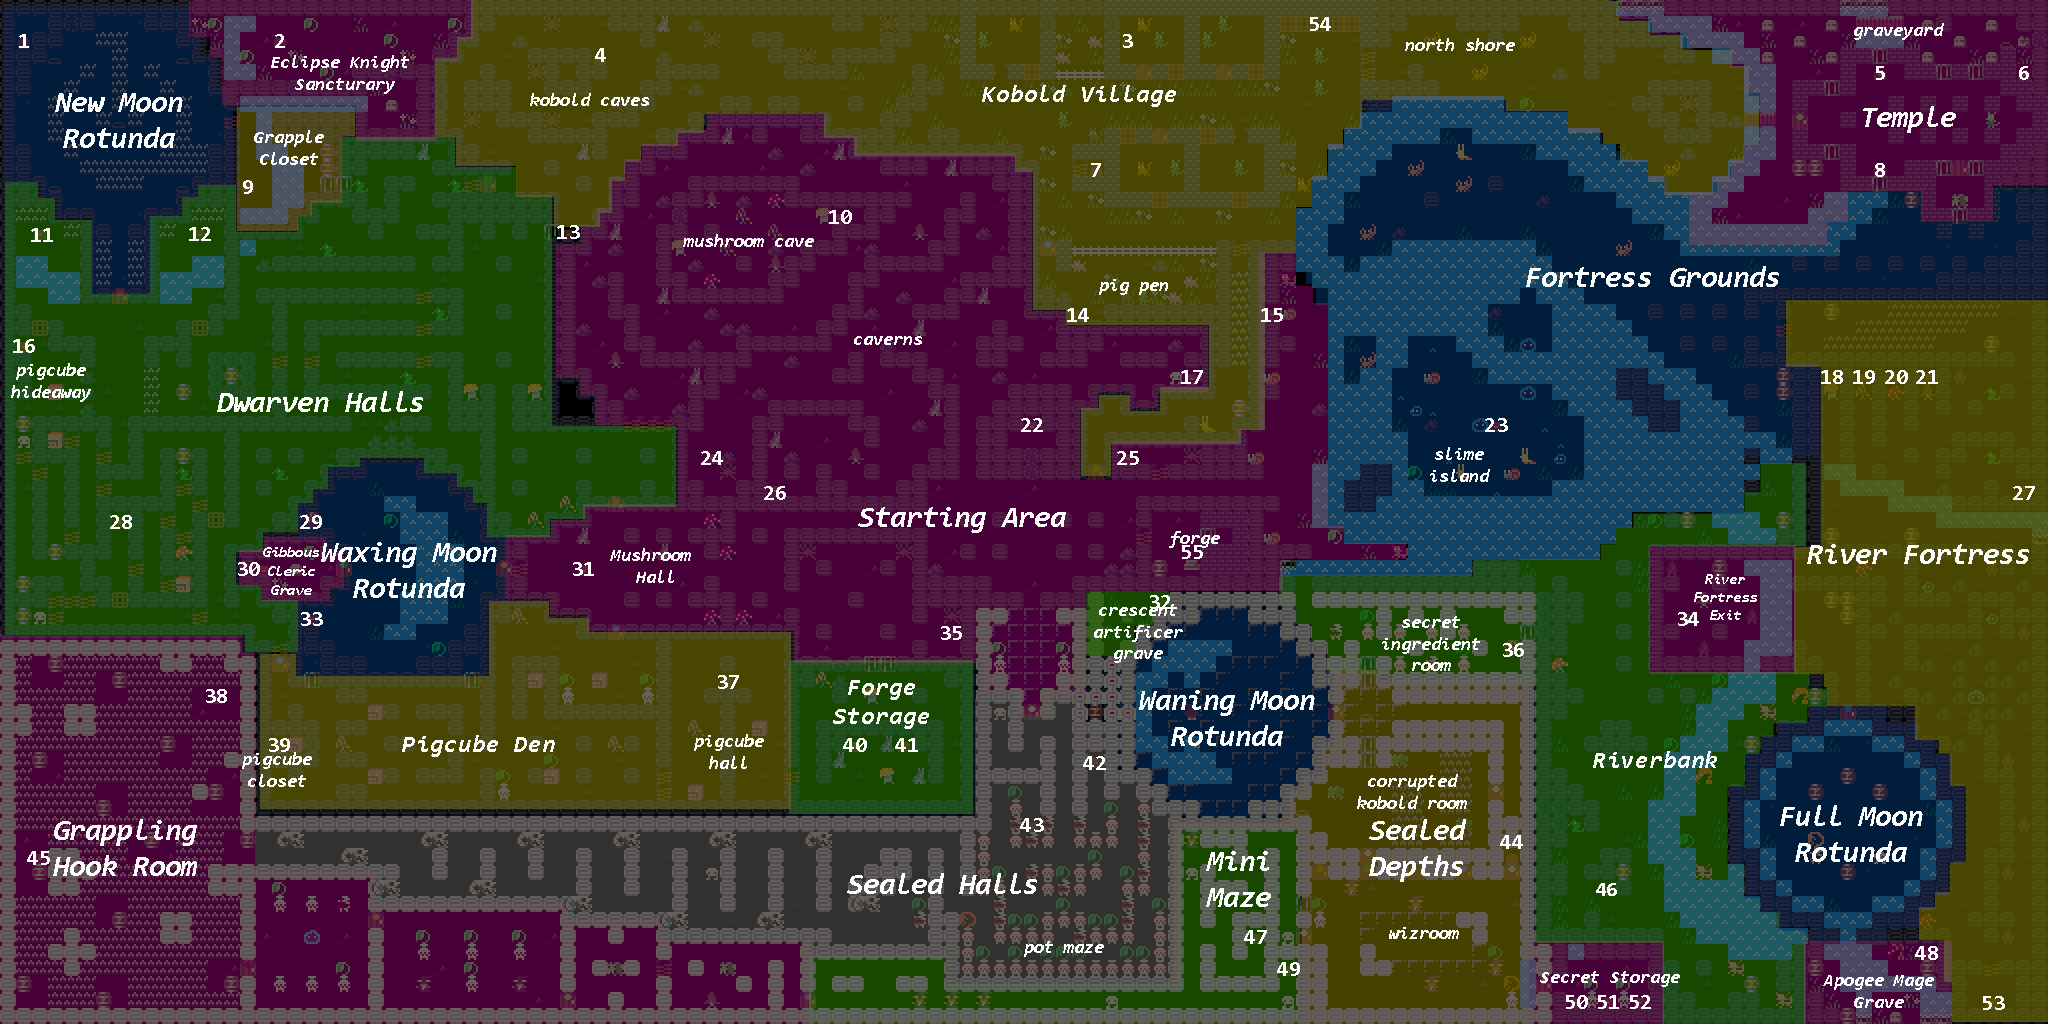 1
2
Eclipse Knight
Sancturary
3
4
kobold caves
54
north shore
graveyard
5
6
New Moon
Rotunda
Grapple
Closet
Kobold Village
Temple
7
8
9
10
11
12
13
mushroom cave
Fortress Grounds
pig pen
14
15
16
pigcube
hideaway
caverns
17
18 19 20 21
Dwarven Halls
22
23
slime
island
24
25
26
27
Starting Area
28
29
Gibbous
Cleric
Grave
30
Waxing Moon
Rotunda
31
Mushroom
Hall
forge
55
River Fortress
32
crescent
artificer
grave
33
River
Fortress
Exit
34
35
secret
ingredient
room
36
37
38
Forge
Storage
40 41
Waning Moon
Rotunda
39
pigcube
closet
Pigcube Den
pigcube
hall
42
Riverbank
corrupted
kobold room
Sealed
Depths
43
44
Grappling
Hook Room
45
Full Moon
Rotunda
Sealed Halls
Mini
Maze
46
pot maze
47
wizroom
48
49
Secret Storage
50 51 52
Apogee Mage
Grave
53